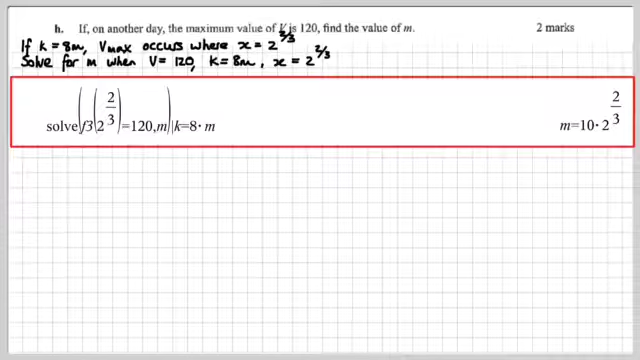 h. If, on another day, the maximum value of V is 120, find the value of m. 2 marks
If k = 8m, Vmax occurs where x = 2^2/3
Solve for m when V = 120, k = 8m, x = 2^2/3
solve(f3(2^(2/3))=120,m)|k=8·m m=10·2^(2/3)